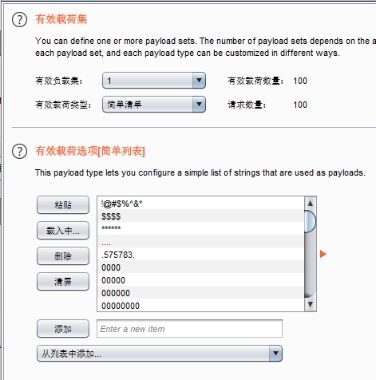 有效载荷集
You can define one or more payload sets. The number of payload sets depends on the a
each payload set, and each payload type can be customized in different ways.
有效负载集: 1 有效载荷数量: 100
有效载荷类型: 简单清单 请求数量: 100
有效载荷选项[简单列表]
This payload type lets you configure a simple list of strings that are used as payloads.
粘贴
载入中...
删除
清屏
!@#$%^&*
$$$$
******
....
.575783.
0000
00000
000000
00000000
添加 Enter a new item
从列表中添加...